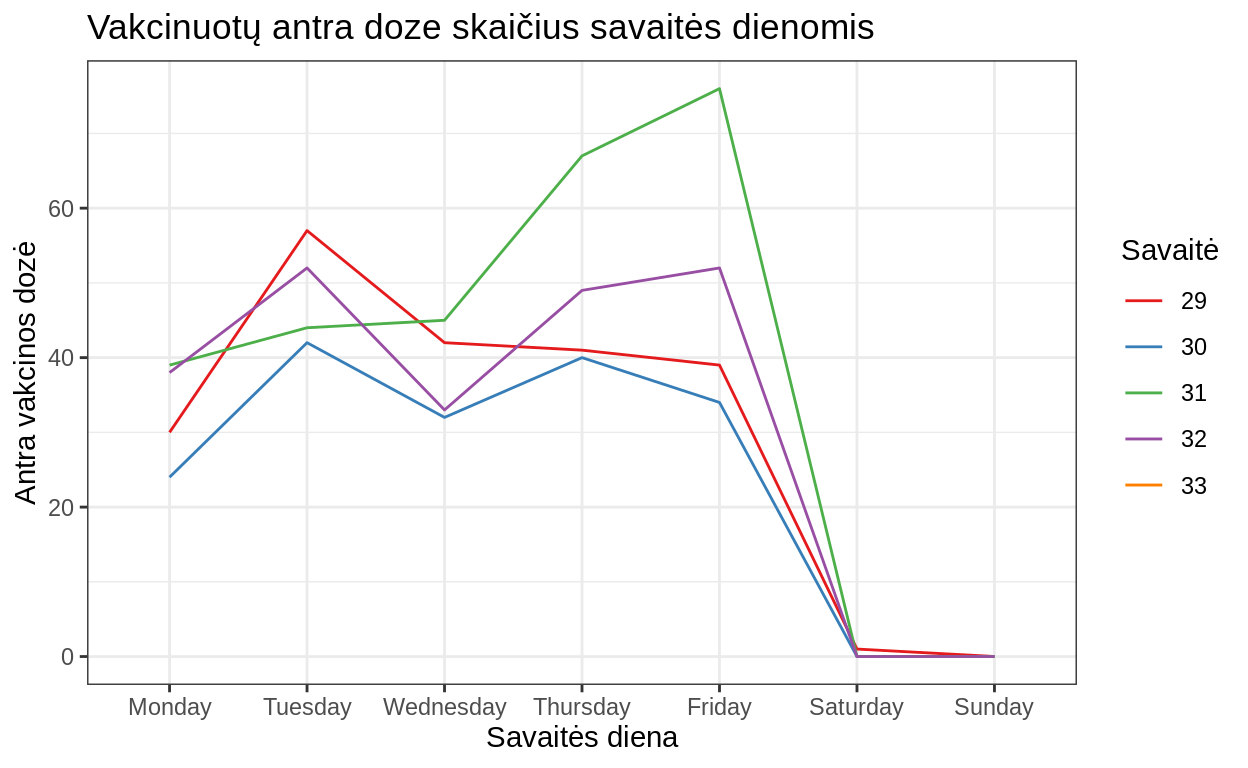 Vakcinuotų antra doze skaičius savaitės dienomis
Antra vakcinos dozė
60
40
20
0
Monday Tuesday Wednesday Thursday Friday Saturday Sunday
Savaitės diena
Savaitė
29
30
31
32
33